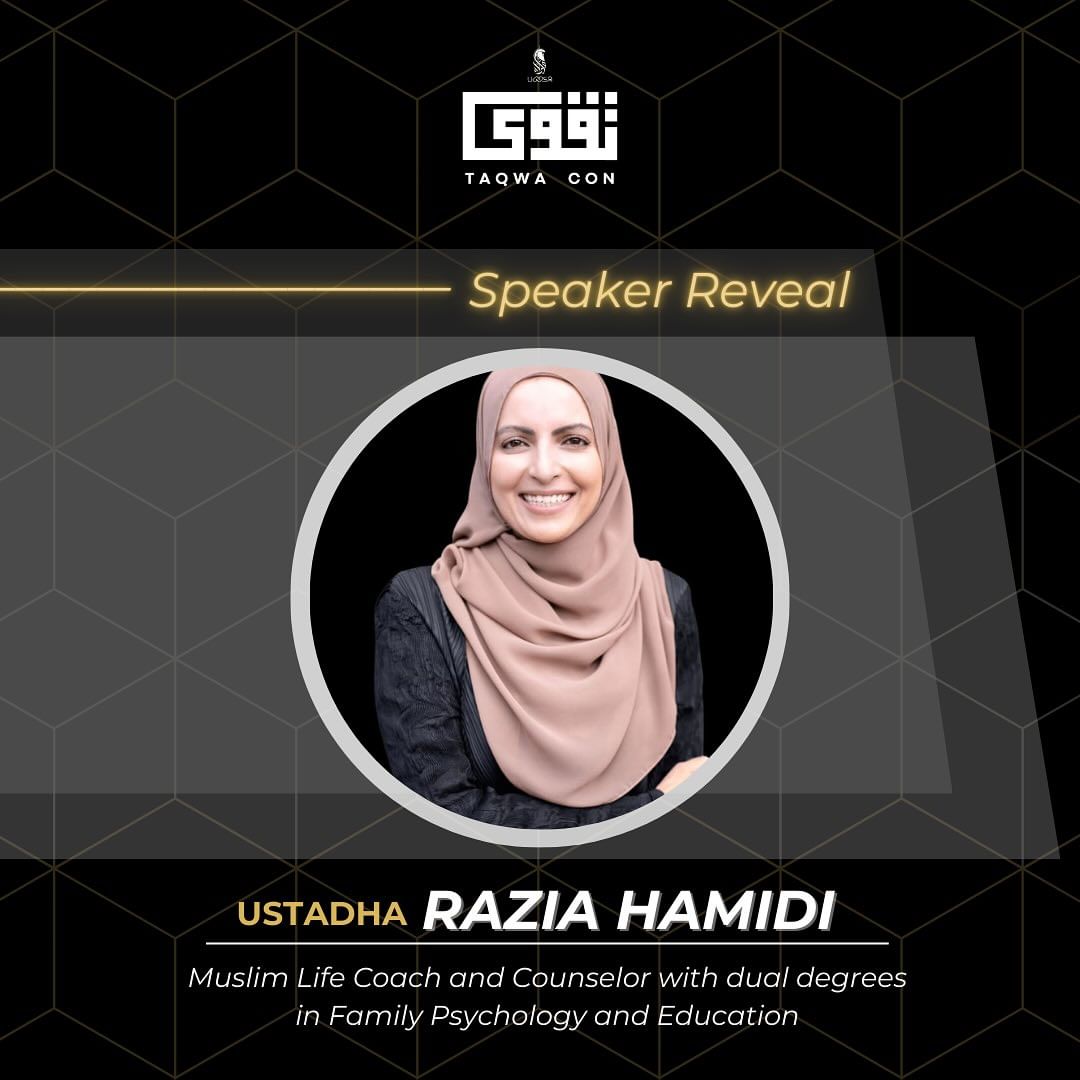 تقوى
TAQWA CON
Speaker Reveal
USTADHA RAZIA HAMIDI
Muslim Life Coach and Counselor with dual degrees
in Family Psychology and Education